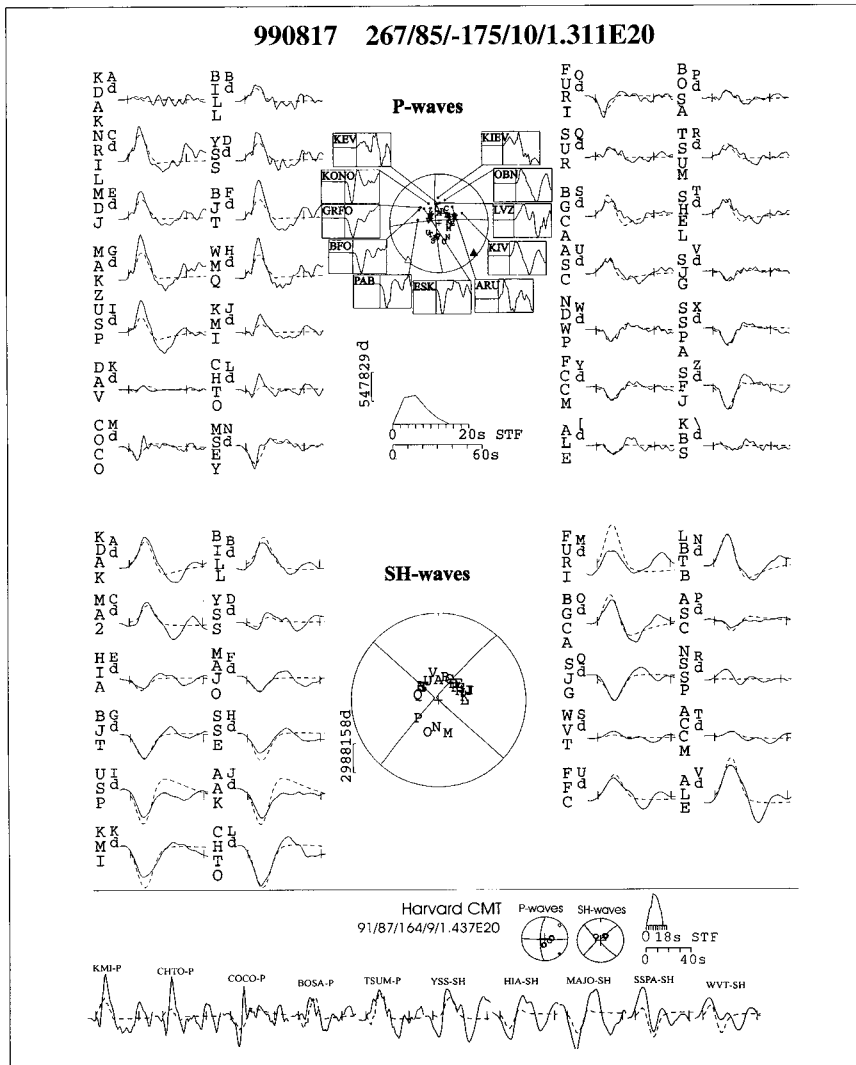 990817 267/85/-175/10/1.311E20
P-waves
KDAK A d
BILL B d
NRIL C d
YSS D d
MDJ E d
BJT F d
MAKZ G d
WMQ H d
USP I d
KMI J d
DAV K d
CHTO L d
COCO M d
MSEY N d
KEV
KIEV
KONO
OBN
GRFO
LVZ
BFO
KIV
PAB
ESK
ARU
547829 d
0 20s STF
0 60s
FURI O d
BOSA P d
SUR Q d
TSUM R d
BGCA S d
SHEL T d
ASC U d
SJG V d
NDWP W d
SSPA X d
FCCM Y d
SFJ Z d
ALE [ d
KBS \ d
SH-waves
KDAK A d
BILL B d
MA2 C d
YSS D d
HIA E d
MAJO F d
BJT G d
SSE H d
USP I d
AAK J d
KMI K d
CHTO L d
V
U A B
Q
P
O N M
2988158d
FURI M d
LBTB N d
BGCA O d
ASC P d
SJG Q d
NSSP R d
WVT S d
ACCM T d
FFC U d
ALE V d
Harvard CMT
91/87/164/9/1.437E20
P-waves SH-waves
0 18s STF
0 40s
KMI-P CHTO-P COCO-P BOSA-P TSUM-P YSS-SH HIA-SH MAJO-SH SSPA-SH WVT-SH